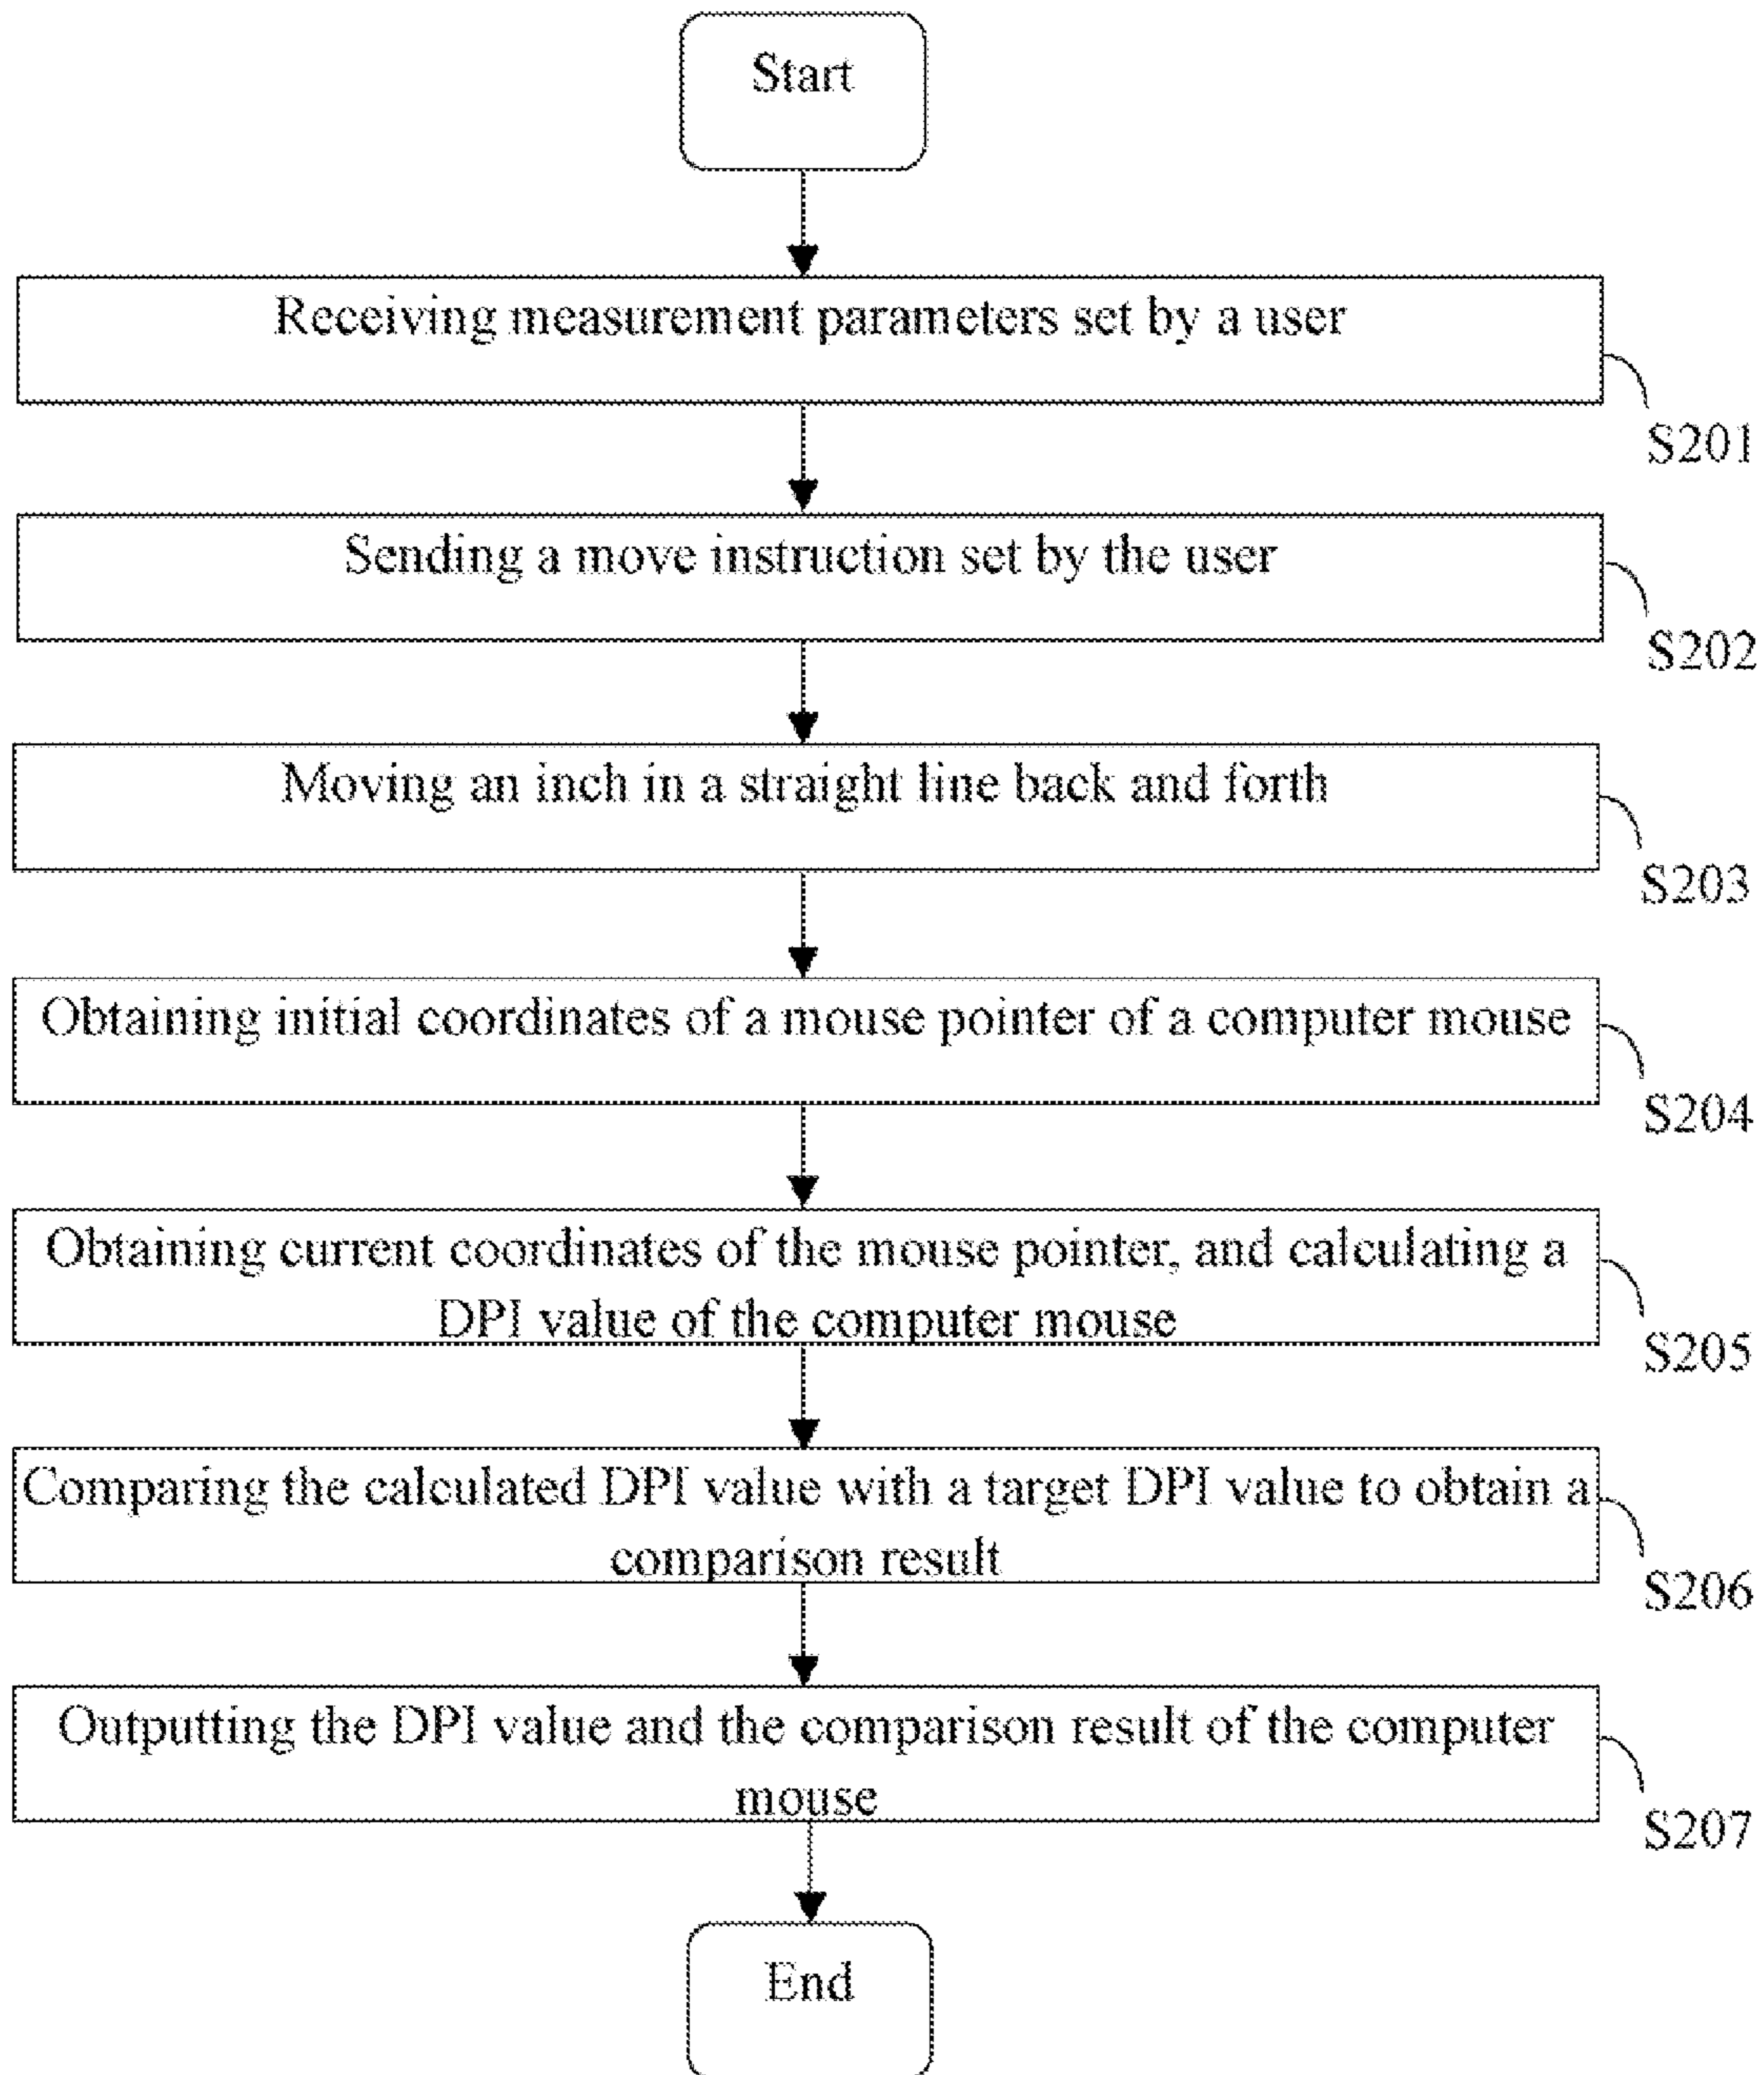 Start
Receiving measurement parameters set by a user
S201
Sending a move instruction set by the user
S202
Moving an inch in a straight line back and forth
S203
Obtaining initial coordinates of a mouse pointer of a computer mouse
S204
Obtaining current coordinates of the mouse pointer, and calculating a
DPI value of the computer mouse
S205
Comparing the calculated DPI value with a target DPI value to obtain a
comparison result
S206
Outputting the DPI value and the comparison result of the computer
mouse
S207
End